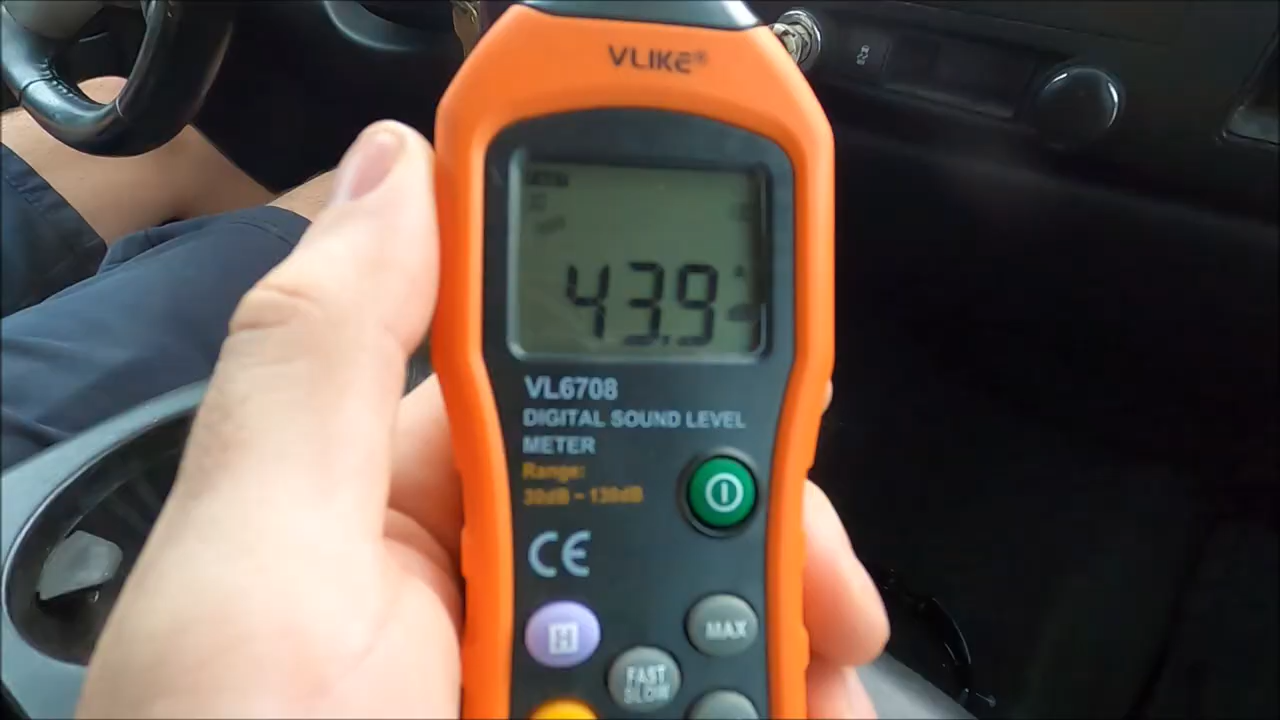 VLIKE®
43.9
VL6708
DIGITAL SOUND LEVEL
METER
Range:
30dB ~ 130dB
CE
H
MAX
FAST
SLOW